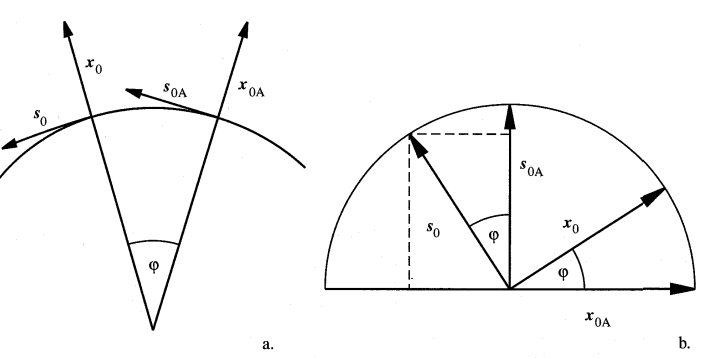 x₀
x₀A
s₀
s₀A
φ
a.
s₀A
s₀
φ
x₀
φ
x₀A
b.